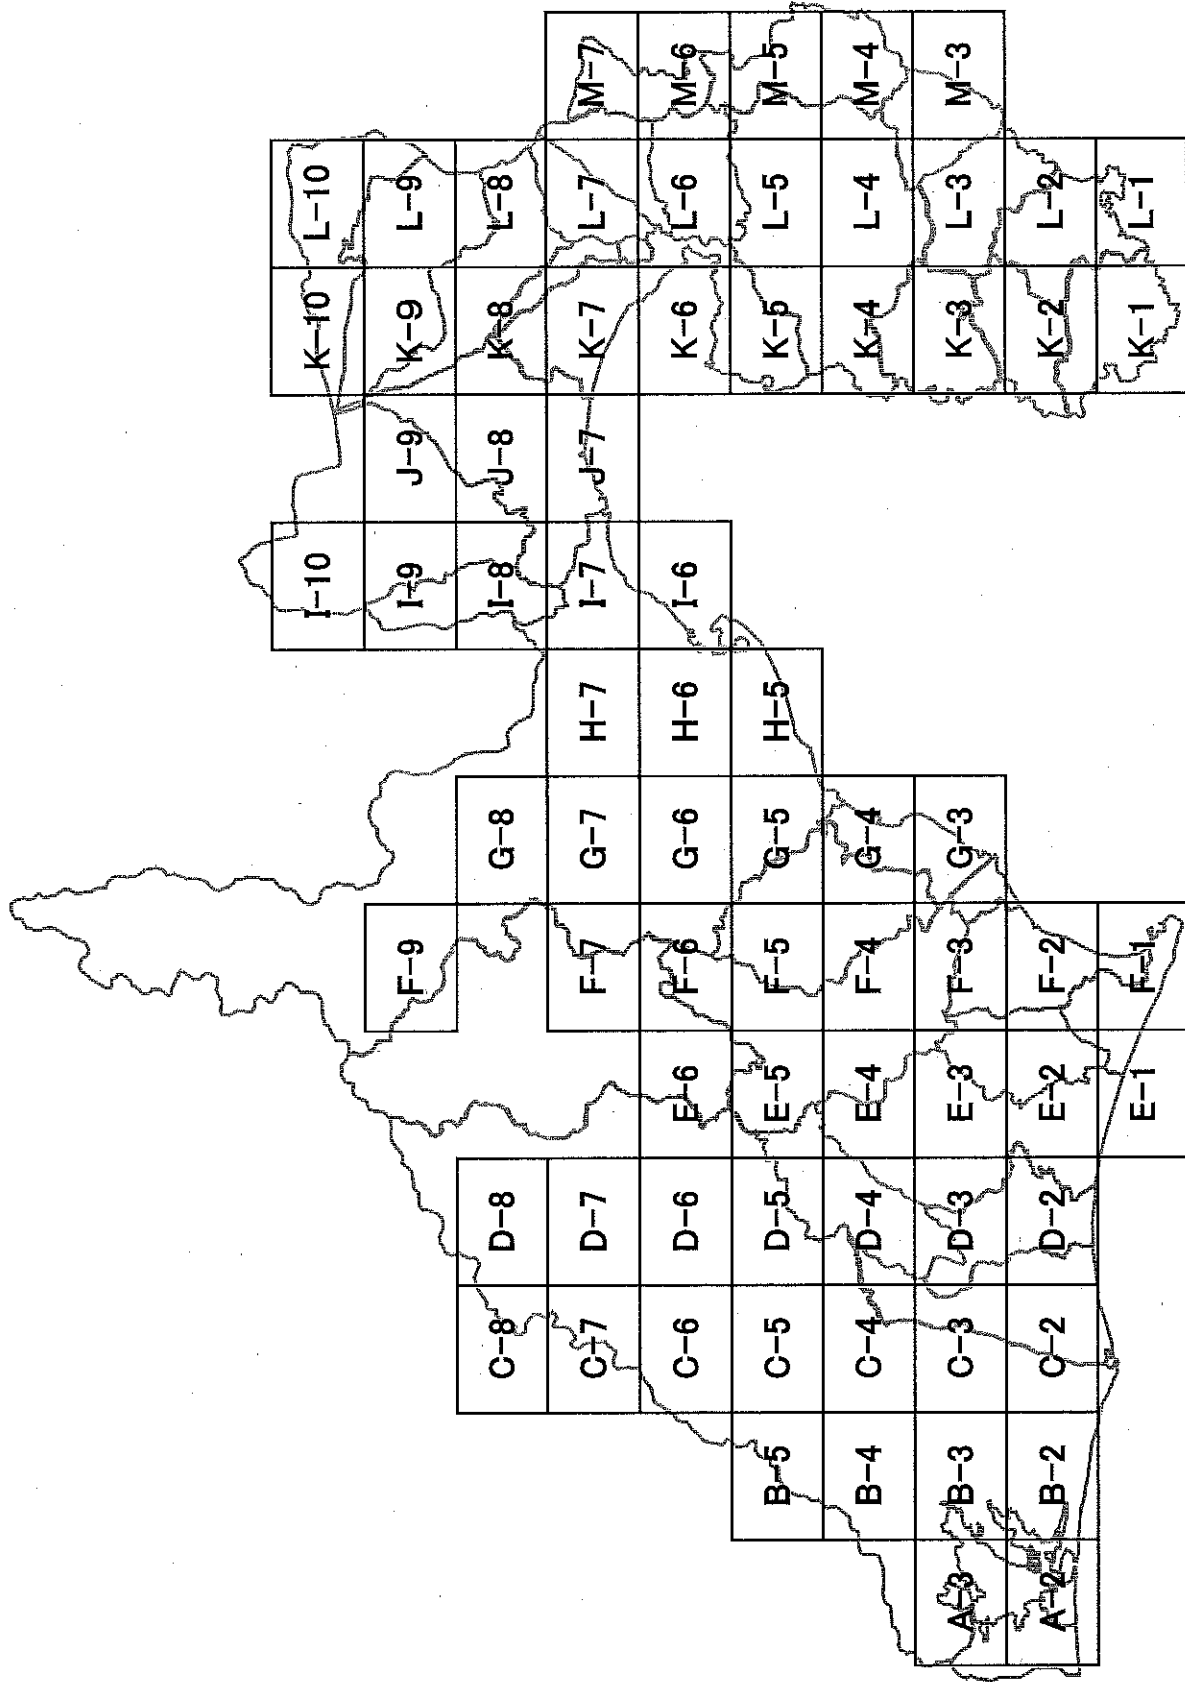 I-10 K-10 L-10
F-9 I-9 J-9 K-9 L-9
C-8 D-8 G-8 I-8 J-8 K-8 L-8
C-7 D-7 F-7 G-7 H-7 I-7 J-7 K-7 L-7 M-7
C-6 D-6 E-6 F-6 G-6 H-6 I-6 K-6 L-6 M-6
B-5 C-5 D-5 E-5 F-5 G-5 H-5 K-5 L-5 M-5
B-4 C-4 D-4 E-4 F-4 G-4 K-4 L-4 M-4
A-3 B-3 C-3 D-3 E-3 F-3 G-3 K-3 L-3 M-3
A-2 B-2 C-2 D-2 E-2 F-2 K-2 L-2
E-1 F-1 K-1 L-1